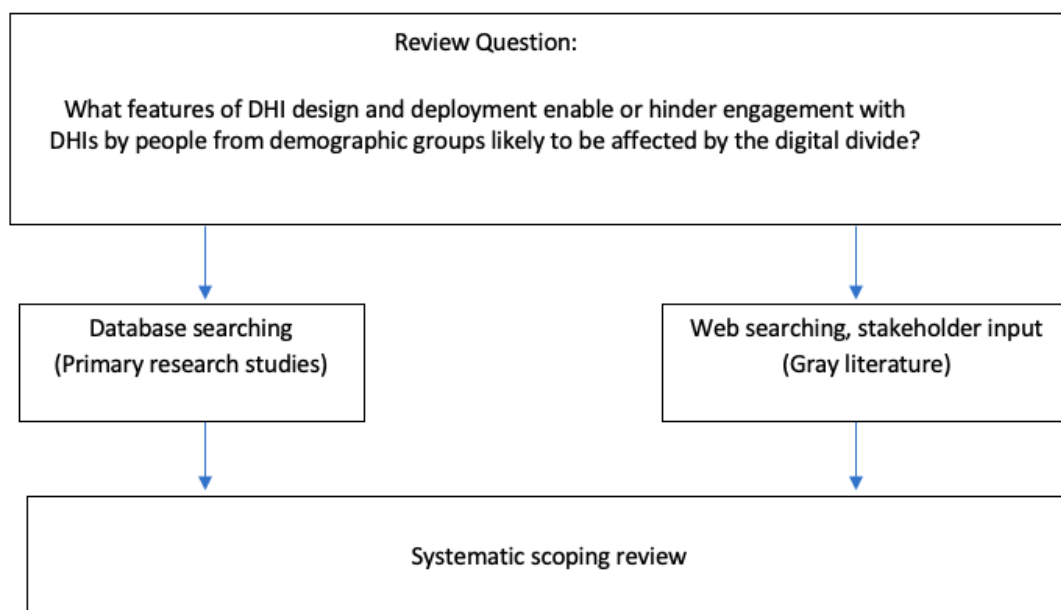 Review Question:
What features of DHI design and deployment enable or hinder engagement with
DHIs by people from demographic groups likely to be affected by the digital divide?
Database searching
(Primary research studies)
Web searching, stakeholder input
(Gray literature)
Systematic scoping review